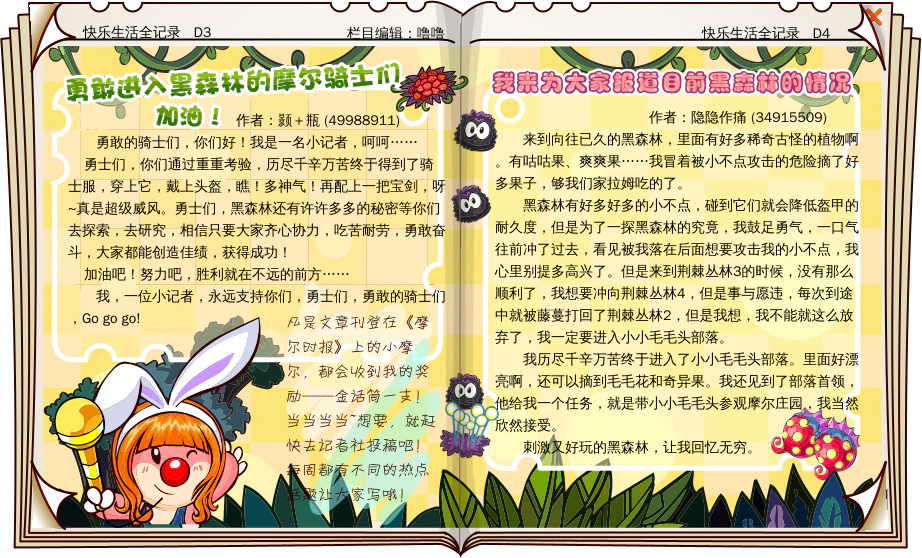 快乐生活全记录 D3
栏目编辑：噜噜
勇敢进入黑森林的摩尔骑士们
加油！
作者：颢＋瓶 (49988911)
勇敢的骑士们，你们好！我是一名小记者，呵呵……
勇士们，你们通过重重考验，历尽千辛万苦终于得到了骑
士服，穿上它，戴上头盔，瞧！多神气！再配上一把宝剑，呀
~真是超级威风。勇士们，黑森林还有许许多多的秘密等你们
去探索，去研究，相信只要大家齐心协力，吃苦耐劳，勇敢奋
斗，大家都能创造佳绩，获得成功！
加油吧！努力吧，胜利就在不远的前方……
我，一位小记者，永远支持你们，勇士们，勇敢的骑士们
，Go go go!
凡是文章刊登在《摩
尔时报》上的小摩
尔，都会收到我的奖
励——金话筒一支！
当当当当~想要，就赶
快去记者社投稿吧！
每周都有不同的热点
话题让大家写哦！
快乐生活全记录 D4
我来为大家报道目前黑森林的情况
作者：隐隐作痛 (34915509)
来到向往已久的黑森林，里面有好多稀奇古怪的植物啊
。有咕咕果、爽爽果……我冒着被小不点攻击的危险摘了好
多果子，够我们家拉姆吃的了。
黑森林有好多好多的小不点，碰到它们就会降低盔甲的
耐久度，但是为了一探黑森林的究竟，我鼓足勇气，一口气
往前冲了过去，看见被我落在后面想要攻击我的小不点，我
心里别提多高兴了。但是来到荆棘丛林3的时候，没有那么
顺利了，我想要冲向荆棘丛林4，但是事与愿违，每次到途
中就被藤蔓打回了荆棘丛林2，但是我想，我不能就这么放
弃了，我一定要进入小小毛毛头部落。
我历尽千辛万苦终于进入了小小毛毛头部落。里面好漂
亮啊，还可以摘到毛毛花和奇异果。我还见到了部落首领，
他给我一个任务，就是带小小毛毛头参观摩尔庄园，我当然
欣然接受。
刺激又好玩的黑森林，让我回忆无穷。